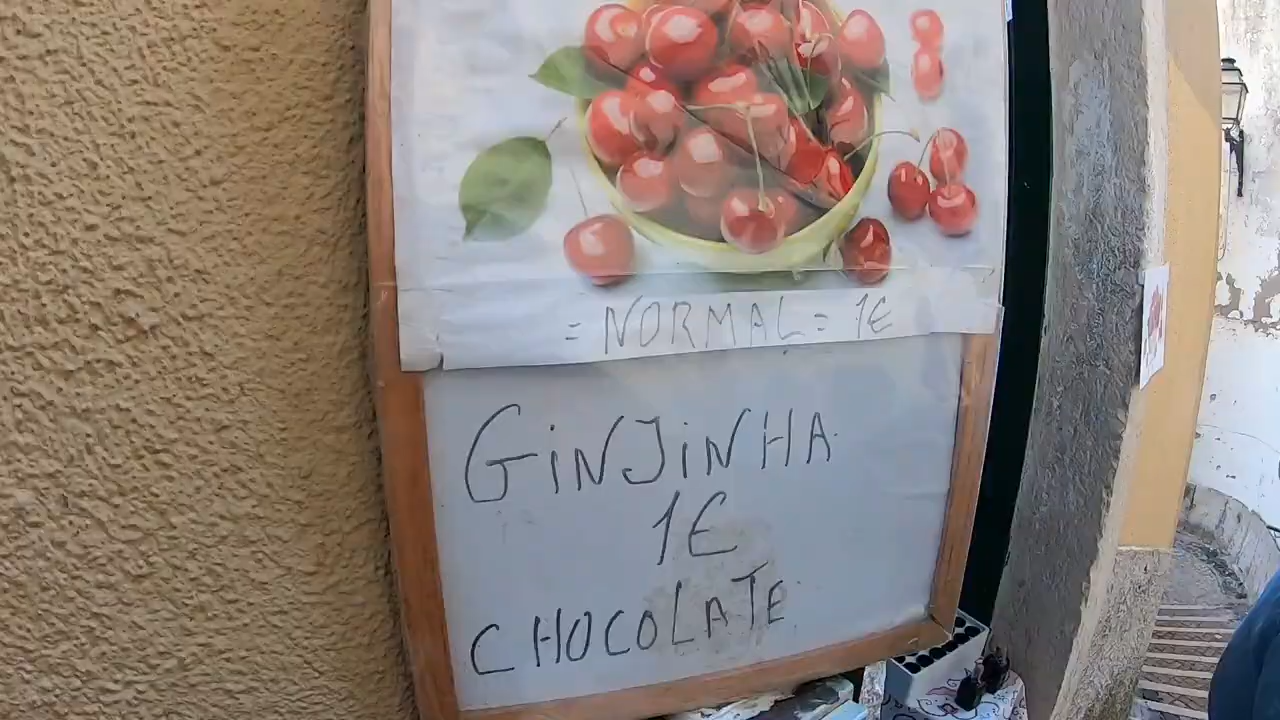 = NORMAL = 1€
GiNJiNHA
1€
CHOCOLATE